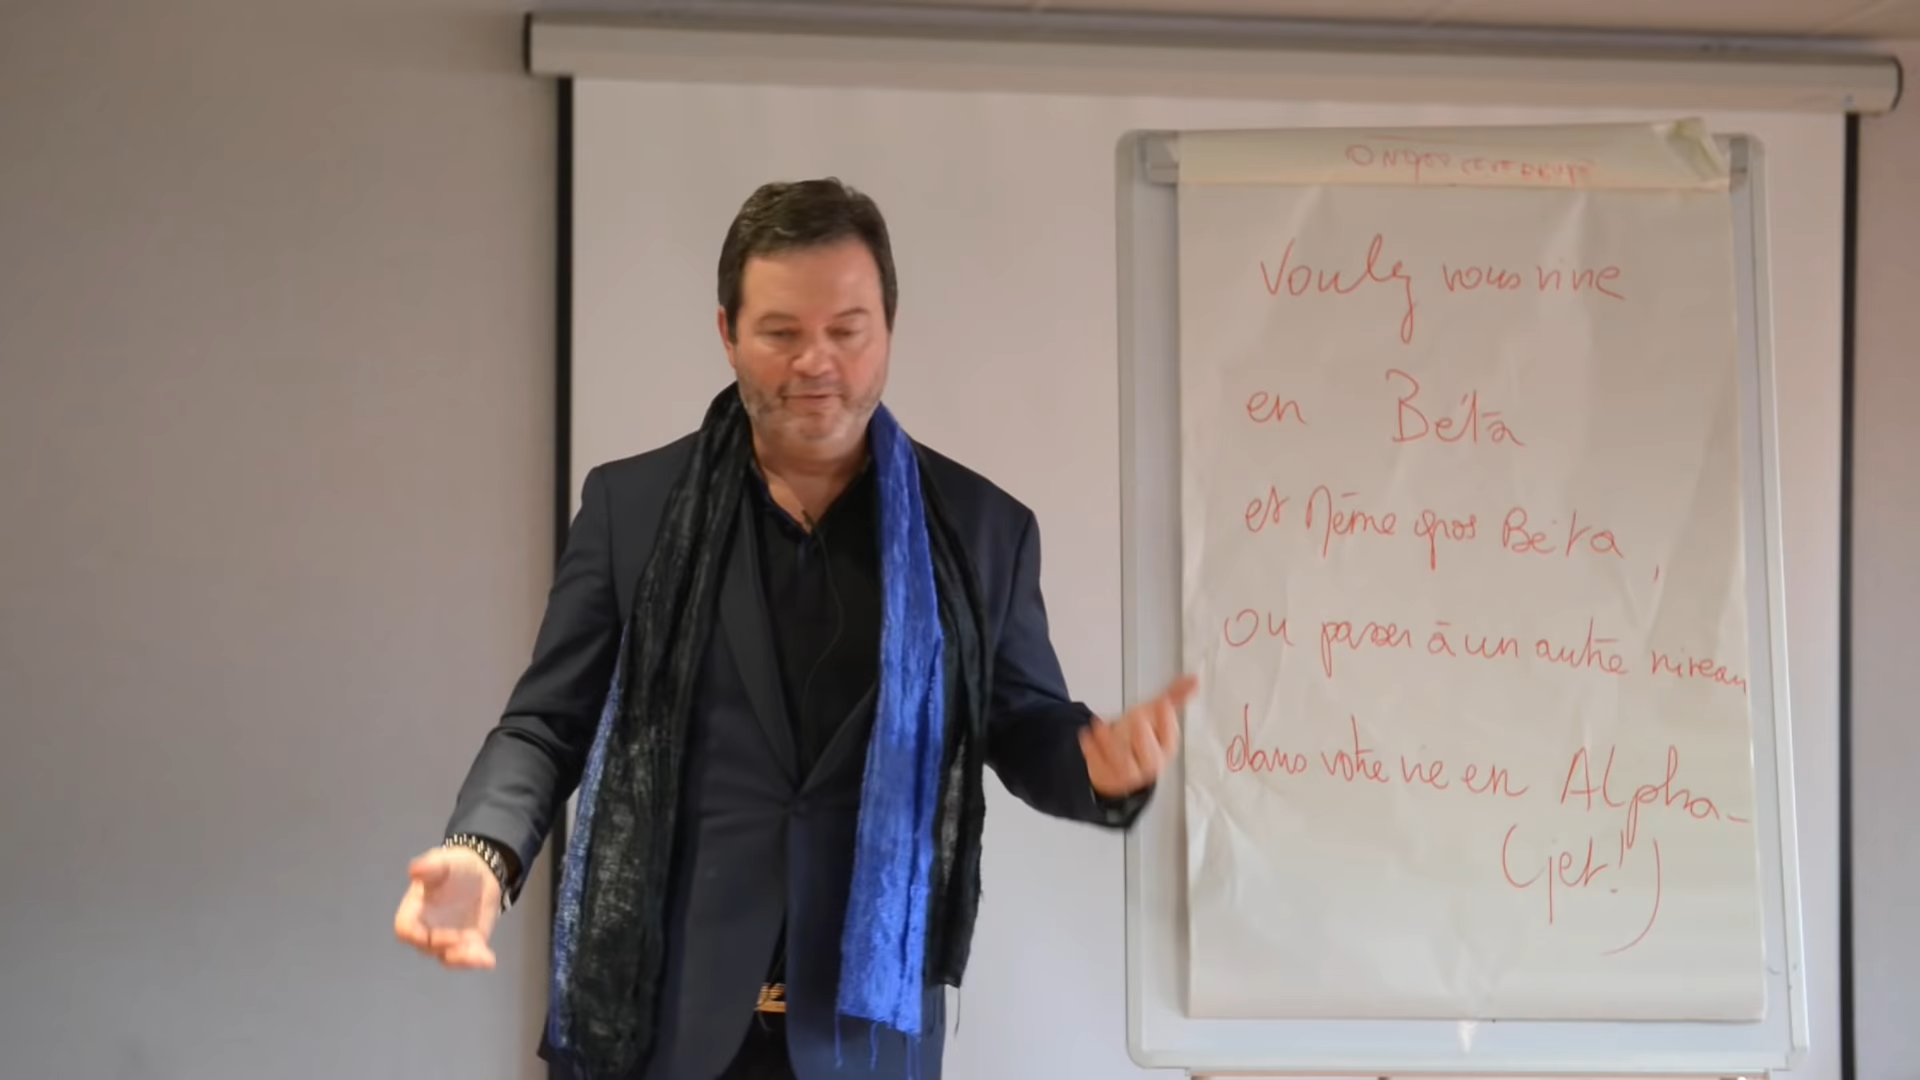 Voulez vous vivre
en Béta
et Même gros Béta,
ou passer à un autre niveau
dans votre vie en Alpha-
(jet!)